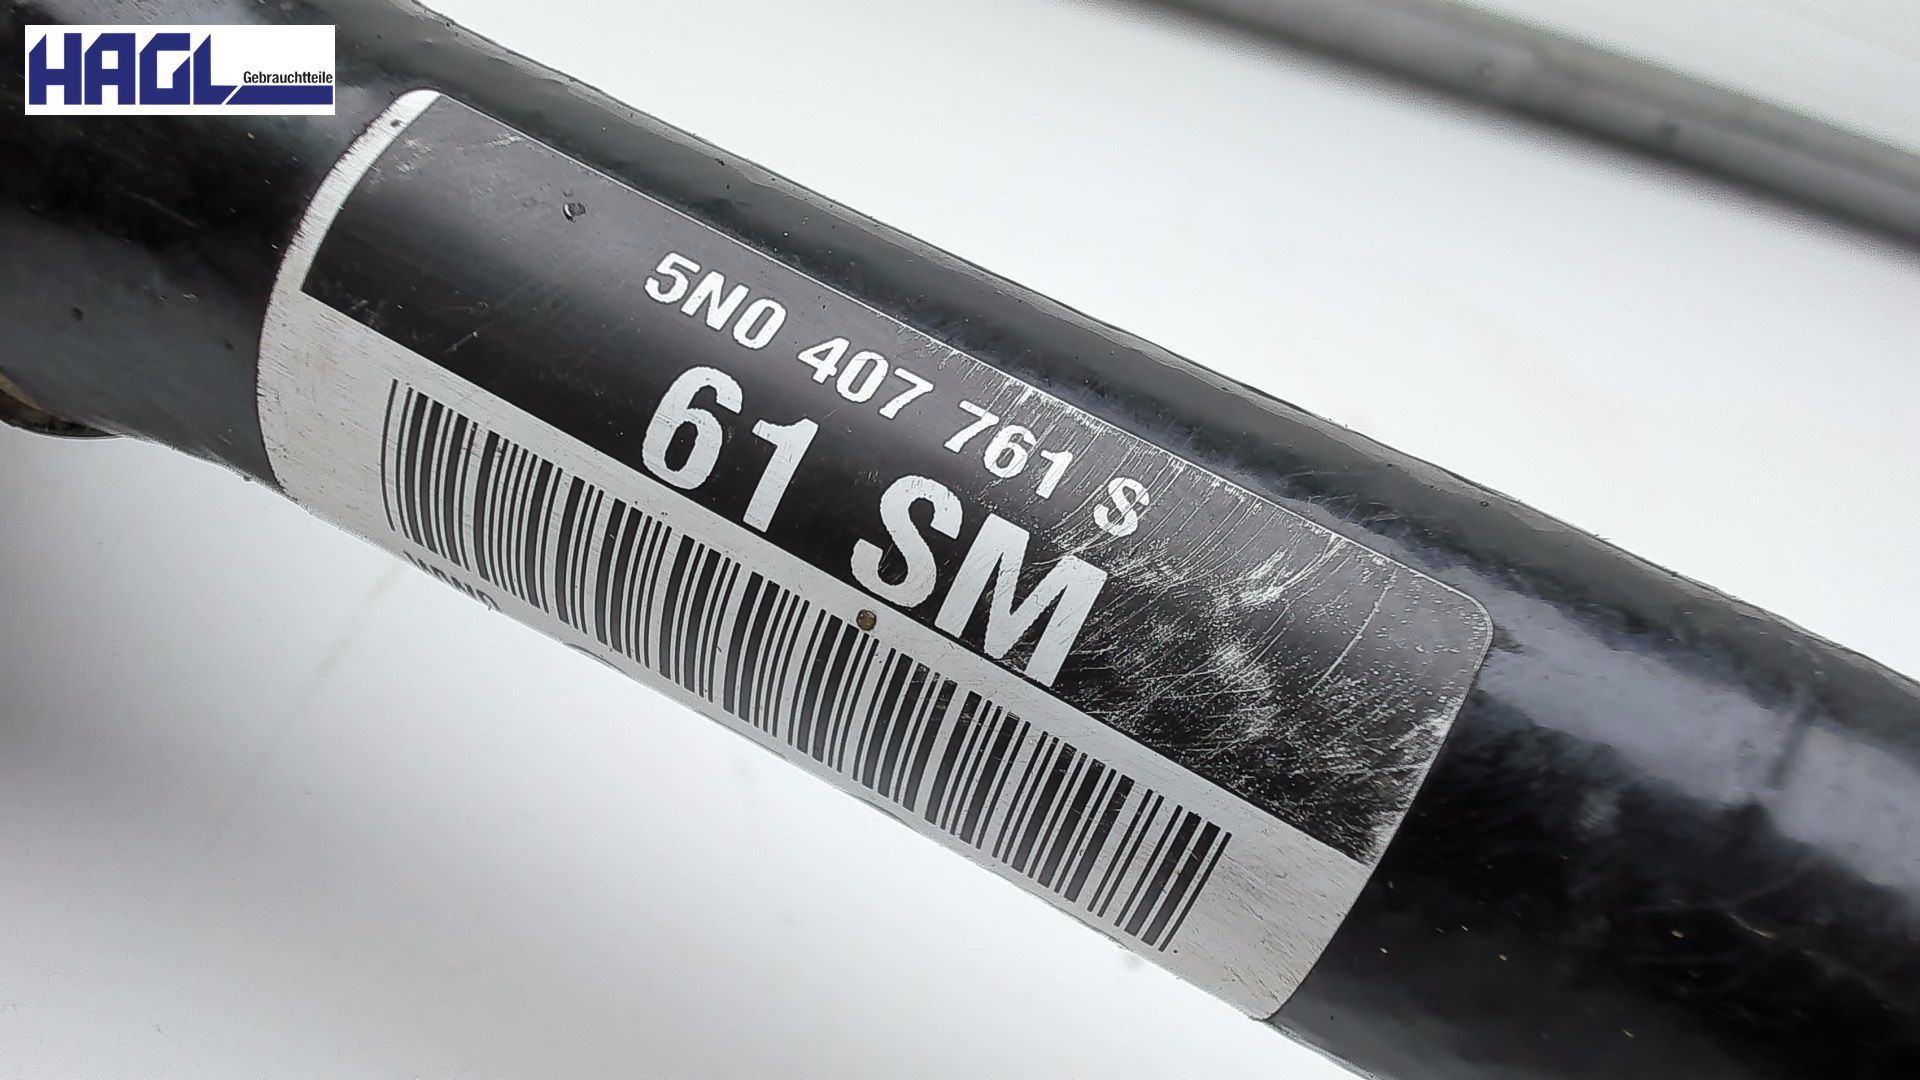 HAGL
Gebrauchtteile
5N0 407 761 S
61 SM